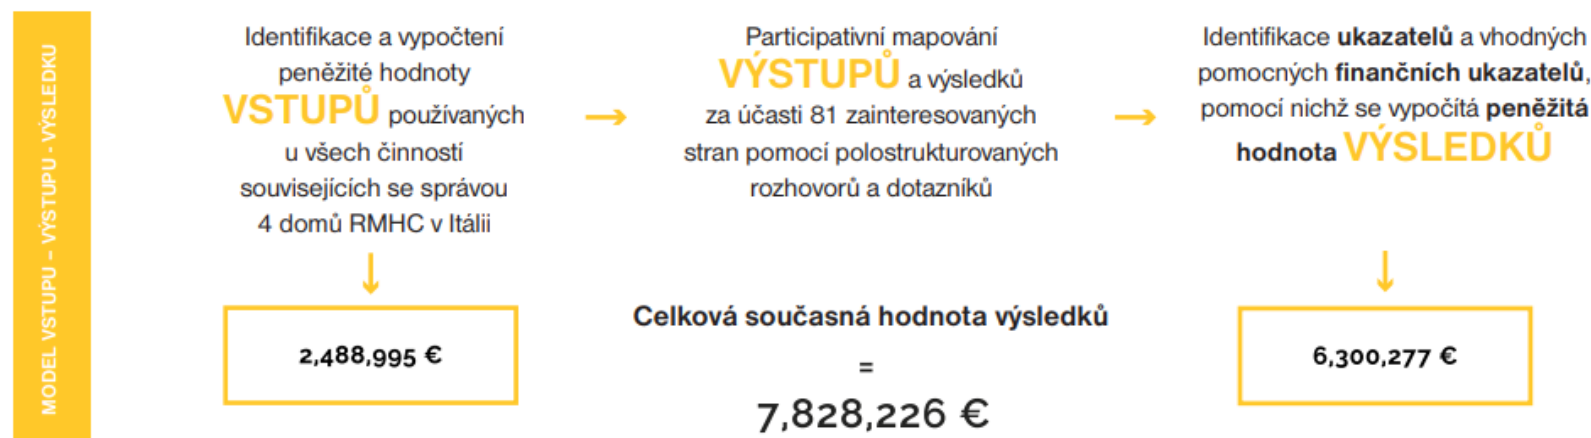 MODEL VSTUPU – VÝSTUPU - VÝSLEDKU
Identifikace a vypočtení
peněžité hodnoty
VSTUPŮ používaných
u všech činností
souvisejících se správou
4 domů RMHC v Itálii
2,488,995 €
Participativní mapování
VÝSTUPŮ a výsledků
za účasti 81 zainteresovaných
stran pomocí polostrukturovaných
rozhovorů a dotazníků
Celková současná hodnota výsledků
=
7,828,226 €
Identifikace ukazatelů a vhodných
pomocných finančních ukazatelů,
pomocí nichž se vypočítá peněžitá
hodnota VÝSLEDKŮ
6,300,277 €